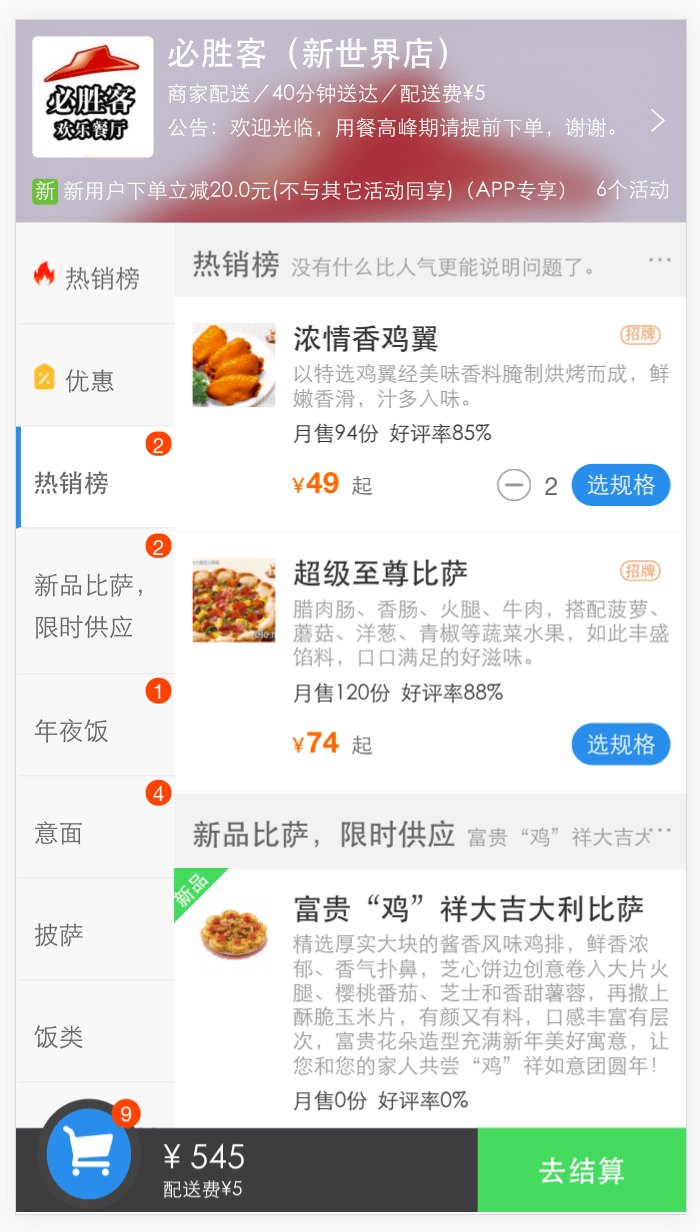 必胜客（新世界店）
必胜客
欢乐餐厅
商家配送／40分钟送达／配送费¥5
公告：欢迎光临，用餐高峰期请提前下单，谢谢。
新 新用户下单立减20.0元(不与其它活动同享)（APP专享） 6个活动
热销榜
优惠
热销榜 2
新品比萨， 2
限时供应
年夜饭 1
意面 4
披萨
饭类
热销榜 没有什么比人气更能说明问题了。 ···
浓情香鸡翼 招牌
以特选鸡翼经美味香料腌制烘烤而成，鲜
嫩香滑，汁多入味。
月售94份 好评率85%
¥49 起 2 选规格
超级至尊比萨 招牌
腊肉肠、香肠、火腿、牛肉，搭配菠萝、
蘑菇、洋葱、青椒等蔬菜水果，如此丰盛
馅料，口口满足的好滋味。
月售120份 好评率88%
¥74 起 选规格
新品比萨，限时供应 富贵“鸡”祥大吉大···
新品
富贵“鸡”祥大吉大利比萨
精选厚实大块的酱香风味鸡排，鲜香浓
郁、香气扑鼻，芝心饼边创意卷入大片火
腿、樱桃番茄、芝士和香甜薯蓉，再撒上
酥脆玉米片，有颜又有料，口感丰富有层
次，富贵花朵造型充满新年美好寓意，让
您和您的家人共尝“鸡”祥如意团圆年！
月售0份 好评率0%
9
¥ 545
配送费¥5
去结算